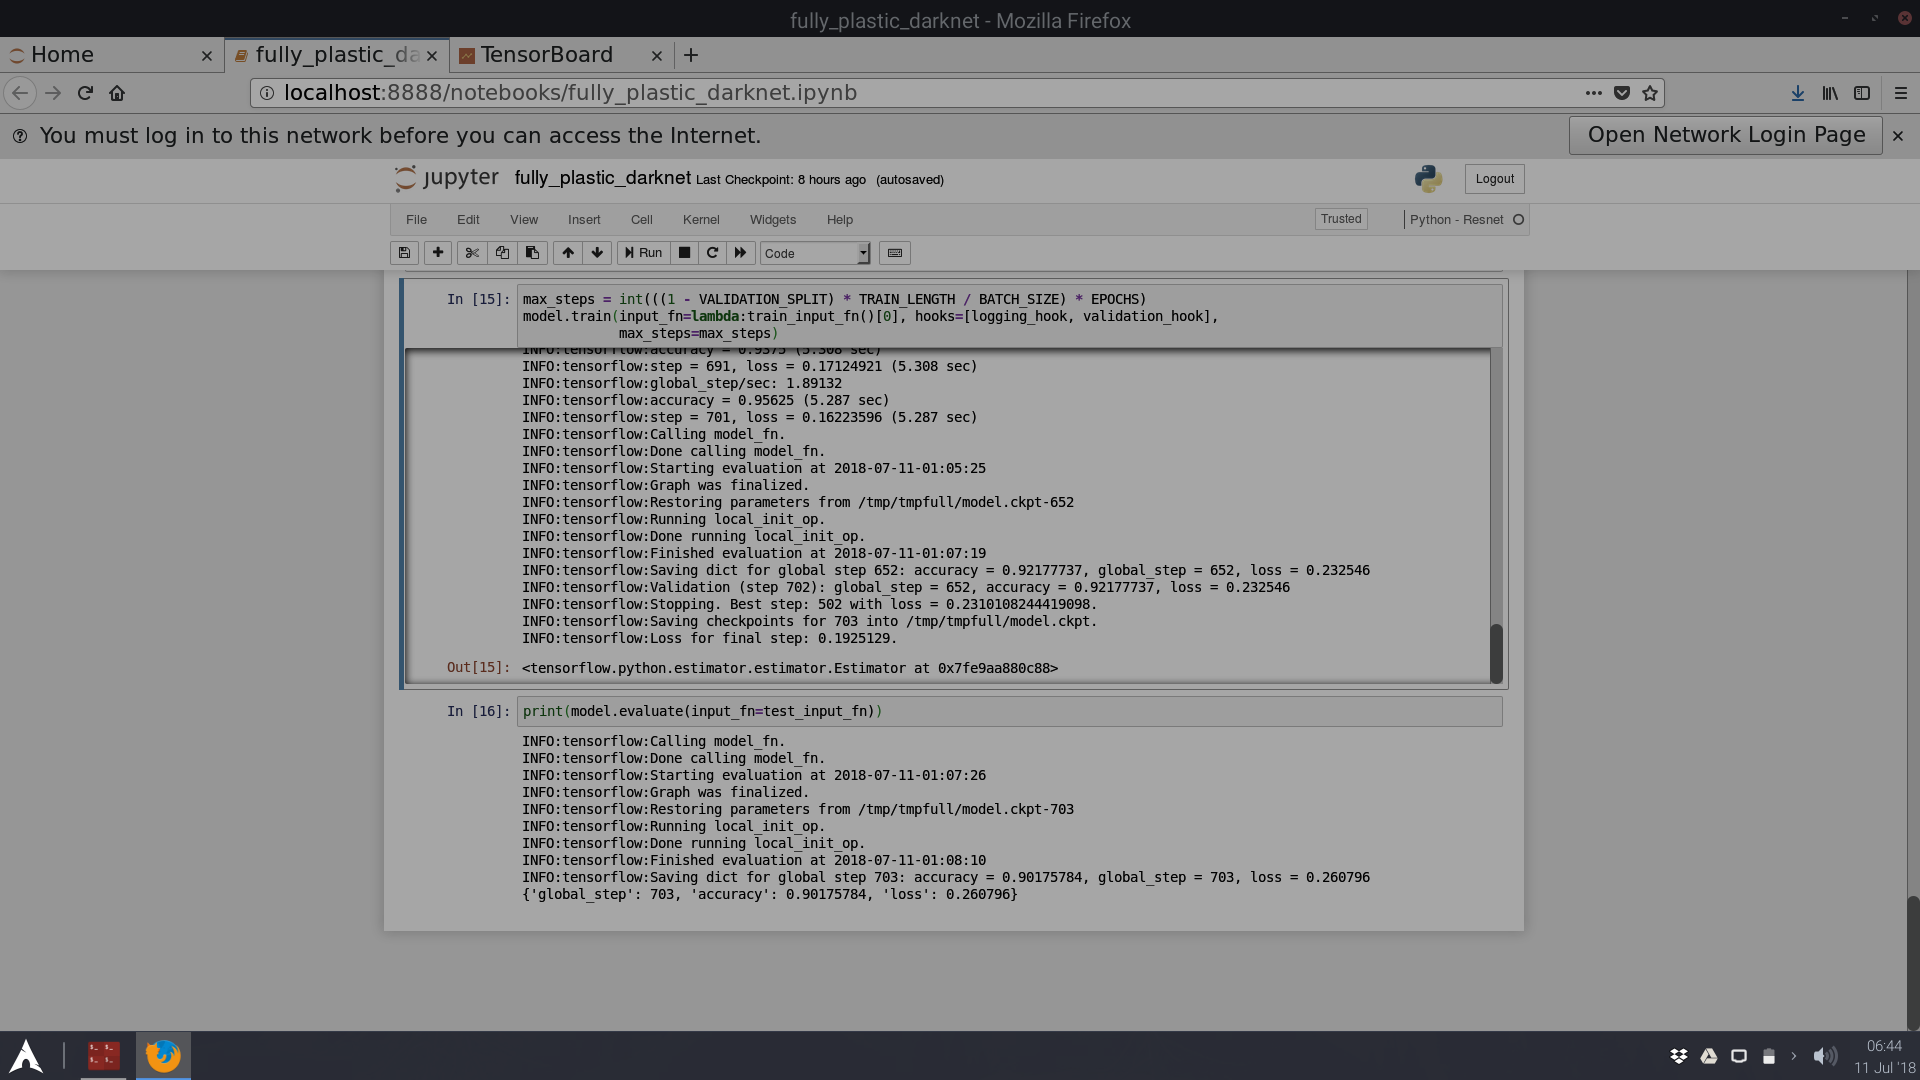 fully_plastic_darknet - Mozilla Firefox
Home
fully_plastic_da
TensorBoard
localhost:8888/notebooks/fully_plastic_darknet.ipynb
You must log in to this network before you can access the Internet.
Open Network Login Page
jupyter fully_plastic_darknet Last Checkpoint: 8 hours ago (autosaved)
Logout
File Edit View Insert Cell Kernel Widgets Help
Trusted
Python - Resnet
Run
Code
In [15]: max_steps = int(((1 - VALIDATION_SPLIT) * TRAIN_LENGTH / BATCH_SIZE) * EPOCHS)
model.train(input_fn=lambda:train_input_fn()[0], hooks=[logging_hook, validation_hook],
max_steps=max_steps)
INFO:tensorflow:accuracy = 0.9375 (5.308 sec)
INFO:tensorflow:step = 691, loss = 0.17124921 (5.308 sec)
INFO:tensorflow:global_step/sec: 1.89132
INFO:tensorflow:accuracy = 0.95625 (5.287 sec)
INFO:tensorflow:step = 701, loss = 0.16223596 (5.287 sec)
INFO:tensorflow:Calling model_fn.
INFO:tensorflow:Done calling model_fn.
INFO:tensorflow:Starting evaluation at 2018-07-11-01:05:25
INFO:tensorflow:Graph was finalized.
INFO:tensorflow:Restoring parameters from /tmp/tmpfull/model.ckpt-652
INFO:tensorflow:Running local_init_op.
INFO:tensorflow:Done running local_init_op.
INFO:tensorflow:Finished evaluation at 2018-07-11-01:07:19
INFO:tensorflow:Saving dict for global step 652: accuracy = 0.92177737, global_step = 652, loss = 0.232546
INFO:tensorflow:Validation (step 702): global_step = 652, accuracy = 0.92177737, loss = 0.232546
INFO:tensorflow:Stopping. Best step: 502 with loss = 0.2310108244419098.
INFO:tensorflow:Saving checkpoints for 703 into /tmp/tmpfull/model.ckpt.
INFO:tensorflow:Loss for final step: 0.1925129.
Out[15]: <tensorflow.python.estimator.estimator.Estimator at 0x7fe9aa880c88>
In [16]: print(model.evaluate(input_fn=test_input_fn))
INFO:tensorflow:Calling model_fn.
INFO:tensorflow:Done calling model_fn.
INFO:tensorflow:Starting evaluation at 2018-07-11-01:07:26
INFO:tensorflow:Graph was finalized.
INFO:tensorflow:Restoring parameters from /tmp/tmpfull/model.ckpt-703
INFO:tensorflow:Running local_init_op.
INFO:tensorflow:Done running local_init_op.
INFO:tensorflow:Finished evaluation at 2018-07-11-01:08:10
INFO:tensorflow:Saving dict for global step 703: accuracy = 0.90175784, global_step = 703, loss = 0.260796
{'global_step': 703, 'accuracy': 0.90175784, 'loss': 0.260796}
06:44
11 Jul '18